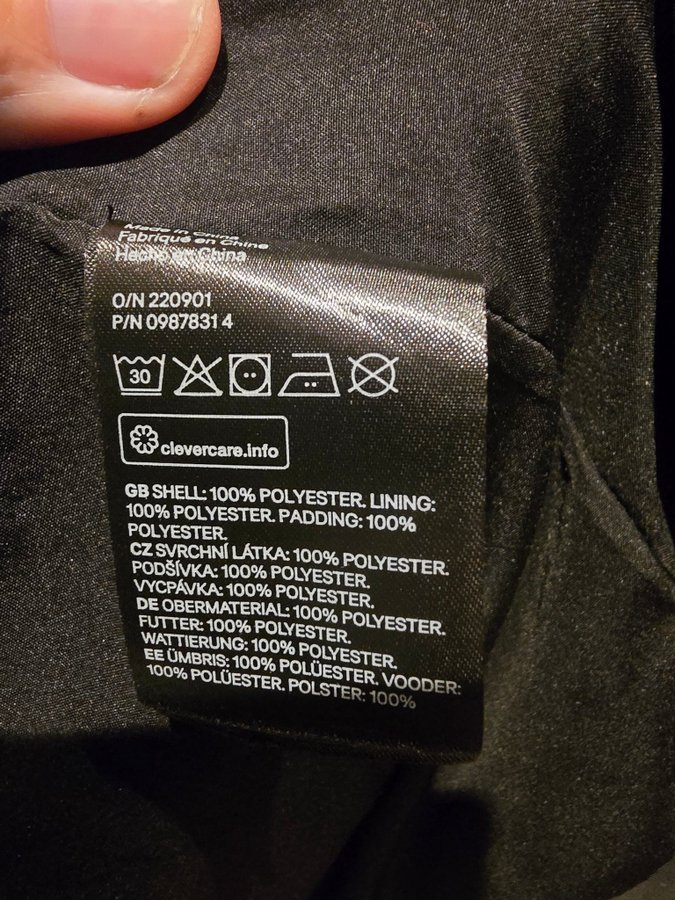 Made in China
Fabriqué en Chine
Hecho en China
O/N 220901
P/N 0987831 4
30
clevercare.info
GB SHELL: 100% POLYESTER. LINING:
100% POLYESTER. PADDING: 100%
POLYESTER.
CZ SVRCHNÍ LÁTKA: 100% POLYESTER.
PODŠÍVKA: 100% POLYESTER.
VYCPÁVKA: 100% POLYESTER.
DE OBERMATERIAL: 100% POLYESTER.
FUTTER: 100% POLYESTER.
WATTIERUNG: 100% POLYESTER.
EE ÜMBRIS: 100% POLÜESTER. VOODER:
100% POLÜESTER. POLSTER: 100%